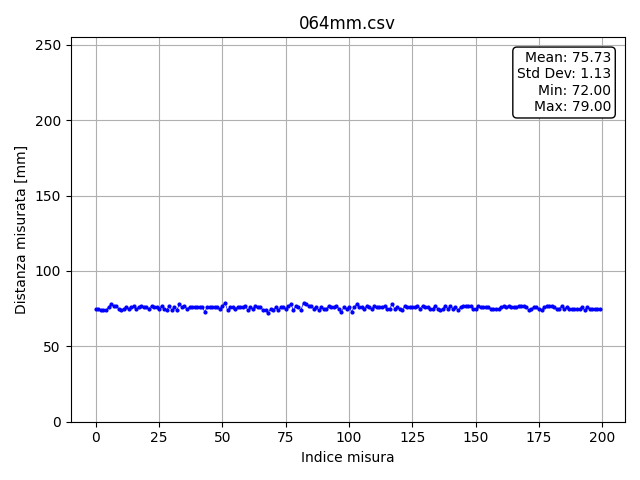 064mm.csv
Mean: 75.73
Std Dev: 1.13
Min: 72.00
Max: 79.00
250
200
150
100
50
0
Distanza misurata [mm]
0 25 50 75 100 125 150 175 200
Indice misura